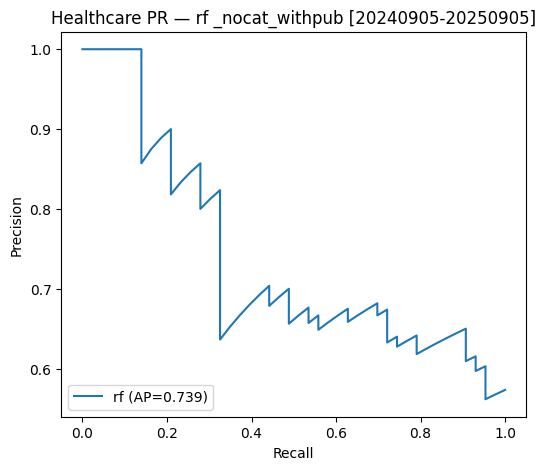 Healthcare PR — rf _nocat_withpub [20240905-20250905]
1.0
0.9
0.8
0.7
0.6
Precision
rf (AP=0.739)
0.0 0.2 0.4 0.6 0.8 1.0
Recall